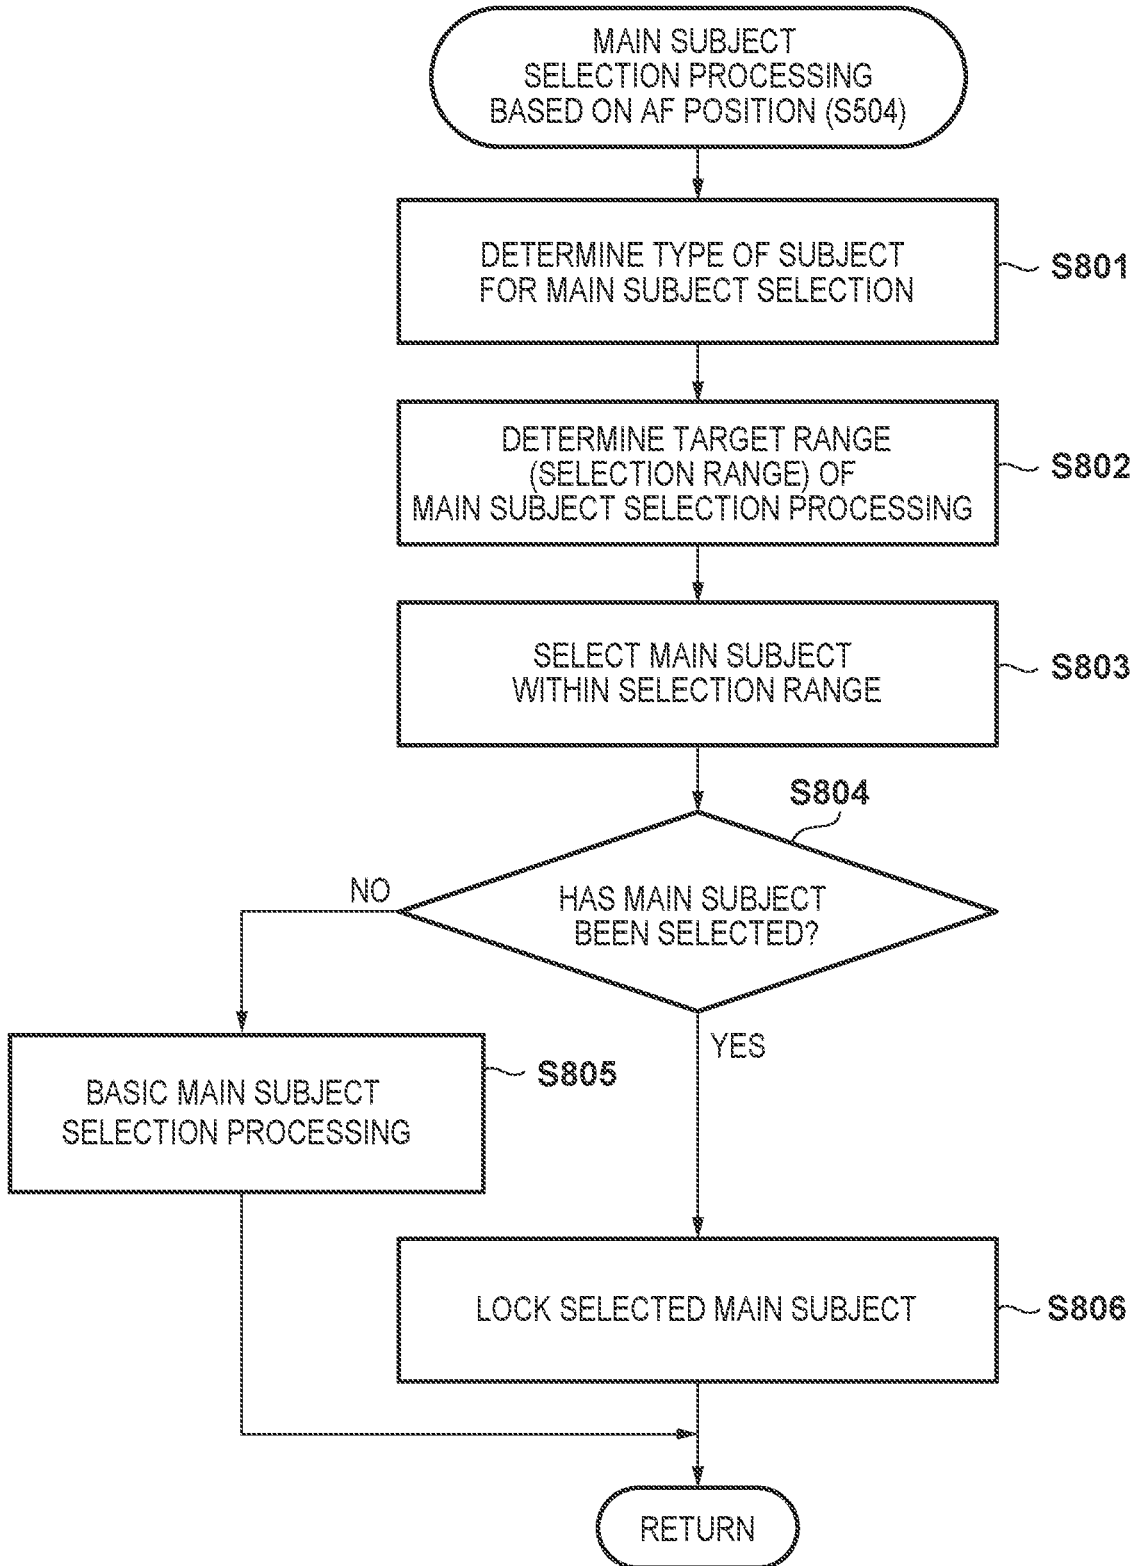 MAIN SUBJECT
SELECTION PROCESSING
BASED ON AF POSITION (S504)
DETERMINE TYPE OF SUBJECT
FOR MAIN SUBJECT SELECTION
S801
DETERMINE TARGET RANGE
(SELECTION RANGE) OF
MAIN SUBJECT SELECTION PROCESSING
S802
SELECT MAIN SUBJECT
WITHIN SELECTION RANGE
S803
S804
HAS MAIN SUBJECT
BEEN SELECTED?
NO
YES
BASIC MAIN SUBJECT
SELECTION PROCESSING
S805
LOCK SELECTED MAIN SUBJECT
S806
RETURN